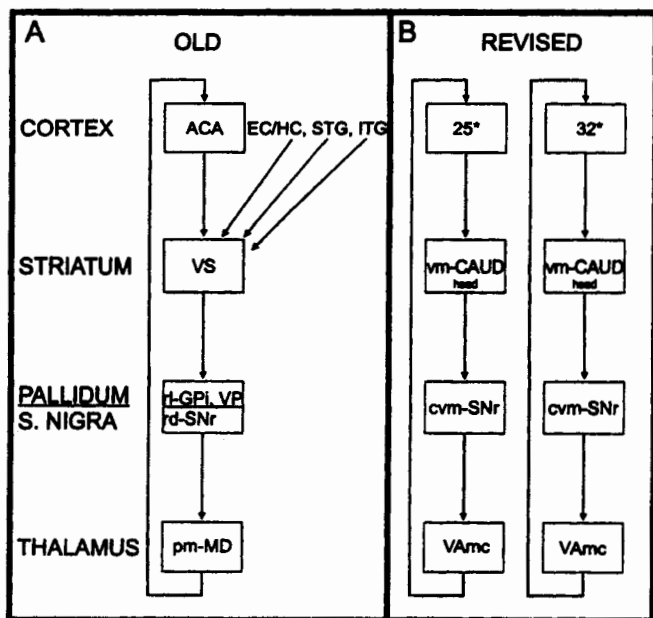 A
OLD
B
REVISED
CORTEX
ACA
EC/HC, STG, ITG
25*
32*
STRIATUM
VS
vm-CAUD
head
vm-CAUD
head
PALLIDUM
S. NIGRA
rl-GPi, VP
rd-SNr
cvm-SNr
cvm-SNr
THALAMUS
pm-MD
VAmc
VAmc